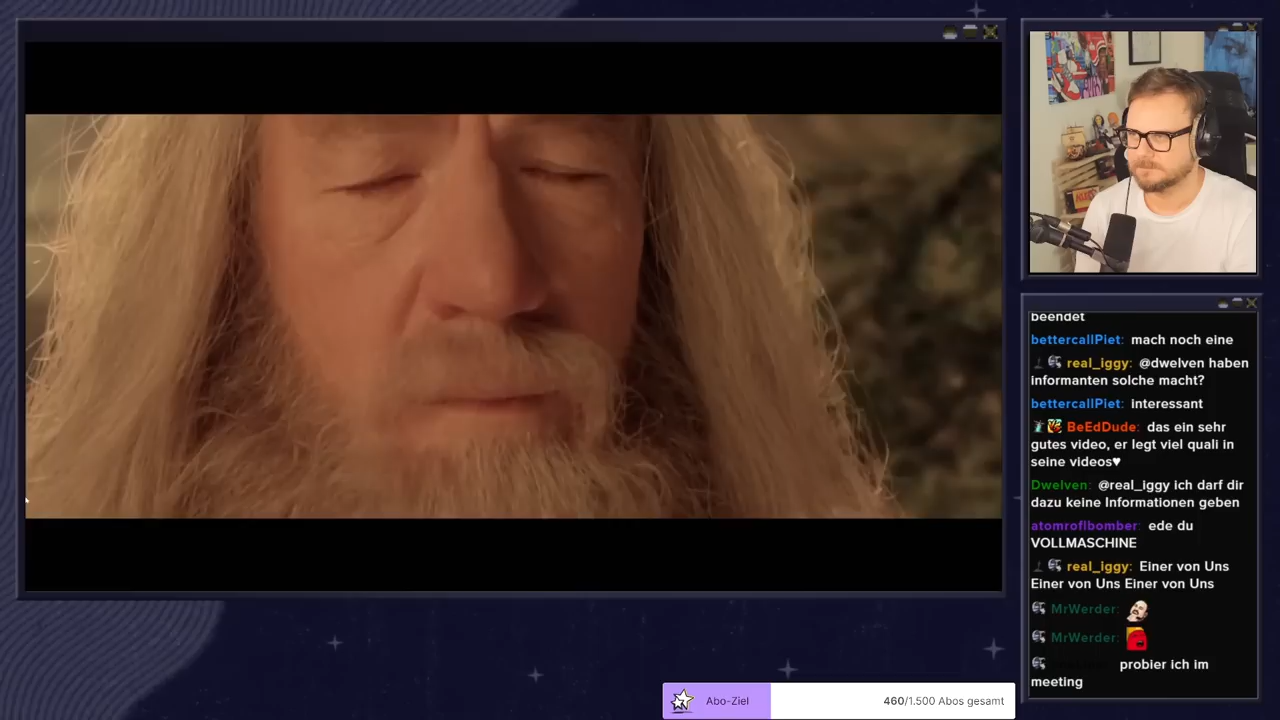 beendet
bettercallPiet: mach noch eine
real_iggy: @dwelven haben
informanten solche macht?
bettercallPiet: interessant
BeEdDude: das ein sehr
gutes video, er legt viel quali in
seine videos♥
Dwelven: @real_iggy ich darf dir
dazu keine Informationen geben
atomroflbomber: ede du
VOLLMASCHINE
real_iggy: Einer von Uns
Einer von Uns Einer von Uns
MrWerder:
MrWerder:
probier ich im
meeting
Abo-Ziel
460/1.500 Abos gesamt